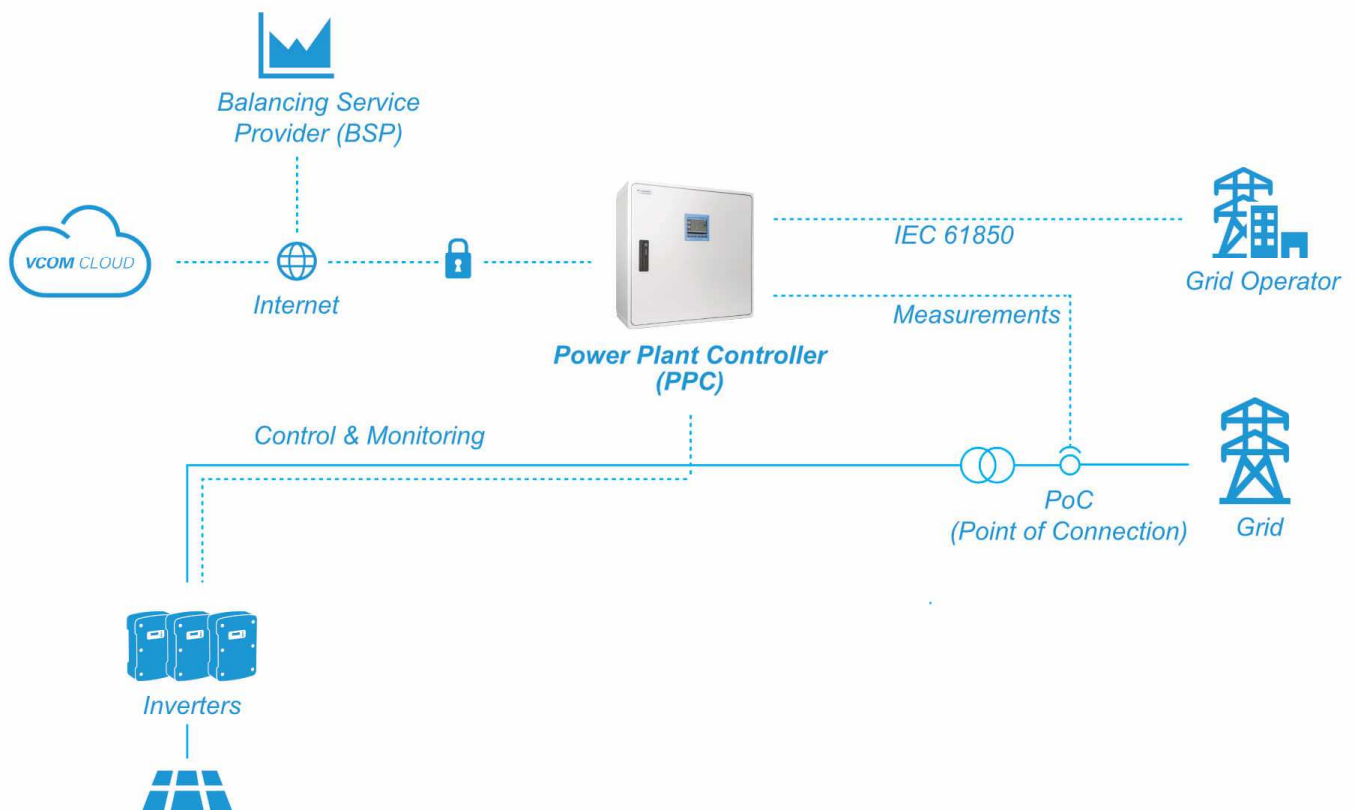 Balancing Service
Provider (BSP)
VCOM CLOUD
Internet
IEC 61850
Grid Operator
Measurements
Power Plant Controller
(PPC)
Control & Monitoring
PoC
(Point of Connection)
Grid
Inverters